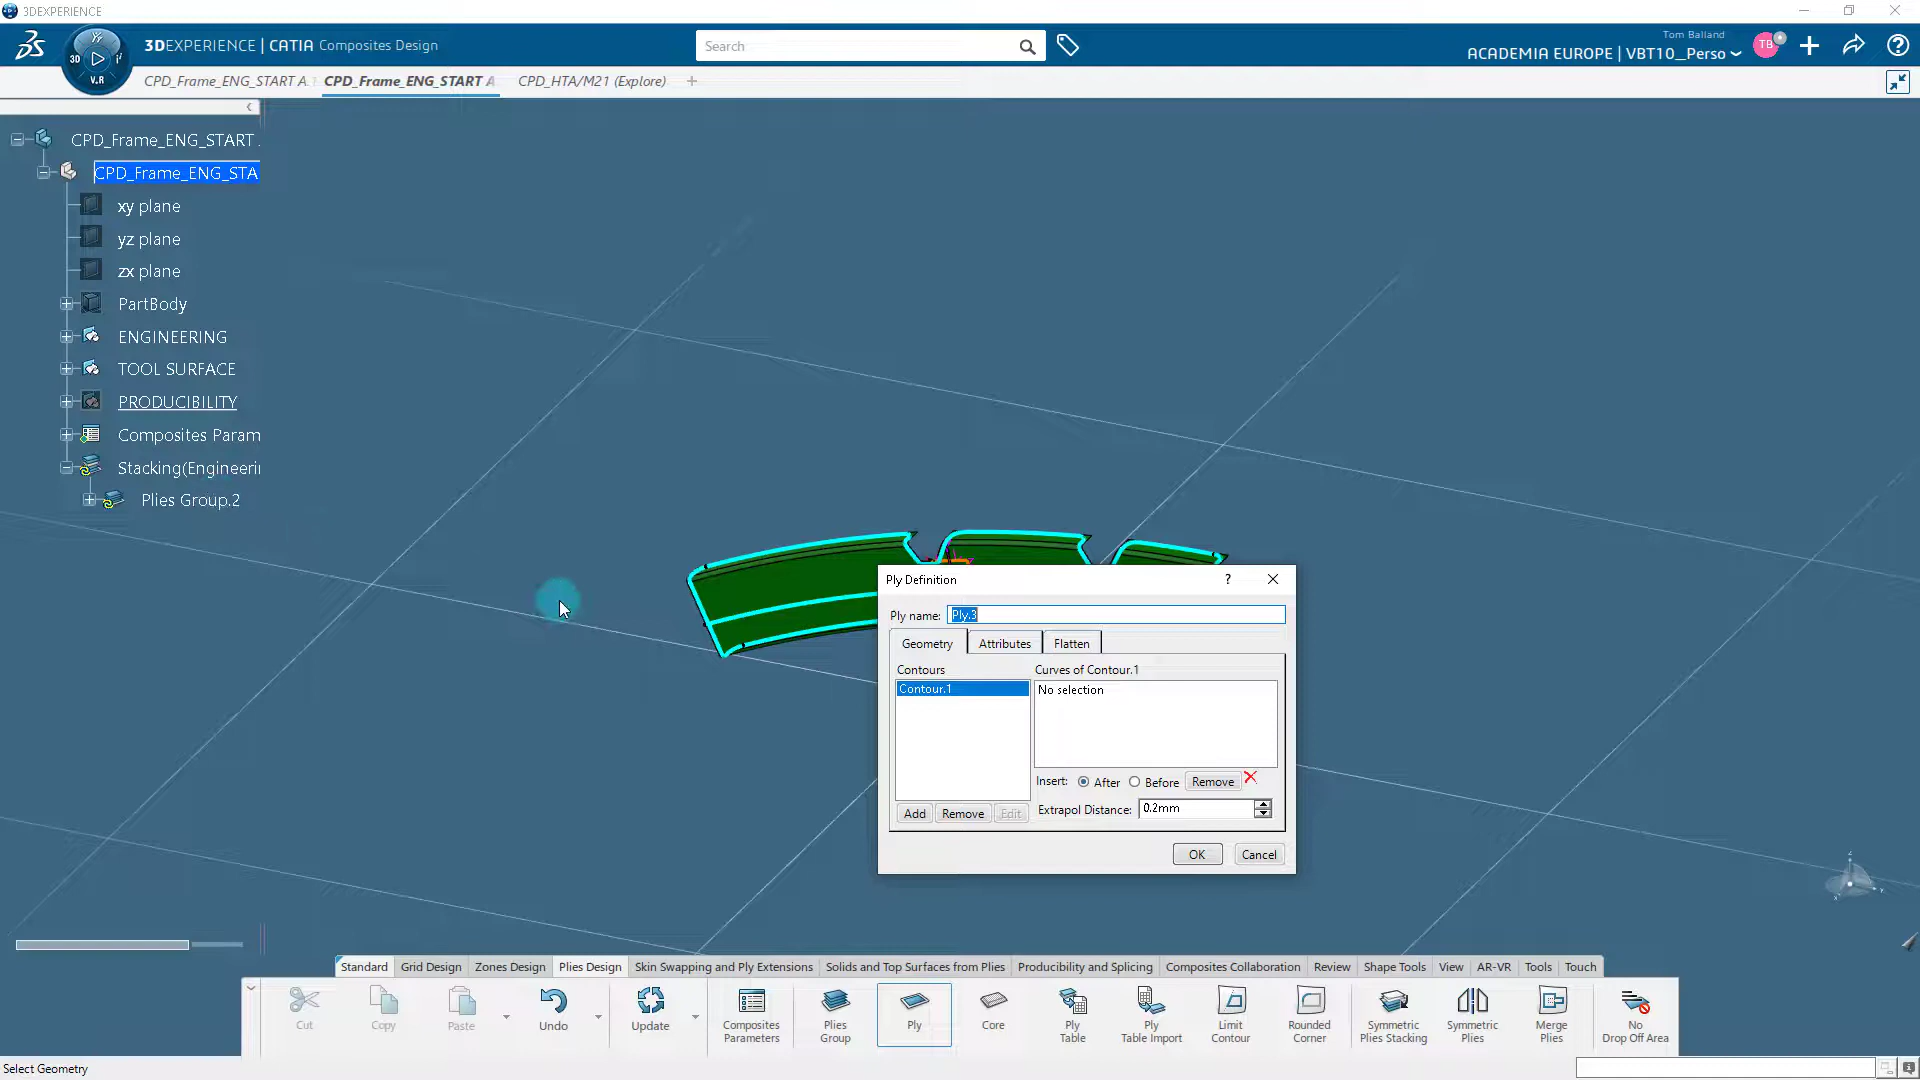 3DEXPERIENCE
3DEXPERIENCE | CATIA Composites Design
Search
Tom Balland
ACADEMIA EUROPE | VBT10__Perso
TB
3D
V.R
CPD_Frame_ENG_START A
CPD_Frame_ENG_START A
CPD_HTA/M21 (Explore)
CPD_Frame_ENG_START
CPD_Frame_ENG_STA
xy plane
yz plane
zx plane
PartBody
ENGINEERING
TOOL SURFACE
PRODUCIBILITY
Composites Param
Stacking(Engineeri
Plies Group.2
Ply Definition
?
Ply name: Ply.3
Geometry Attributes Flatten
Contours Curves of Contour.1
Contour.1 No selection
Insert: After Before Remove
Add Remove Edit Extrapol Distance: 0.2mm
OK Cancel
Standard Grid Design Zones Design Plies Design Skin Swapping and Ply Extensions Solids and Top Surfaces from Plies Producibility and Splicing Composites Collaboration Review Shape Tools View AR-VR Tools Touch
Cut Copy Paste Undo Update Composites Parameters Plies Group Ply Core Ply Table Ply Table Import Limit Contour Rounded Corner Symmetric Plies Stacking Symmetric Plies Merge Plies No Drop Off Area
Select Geometry